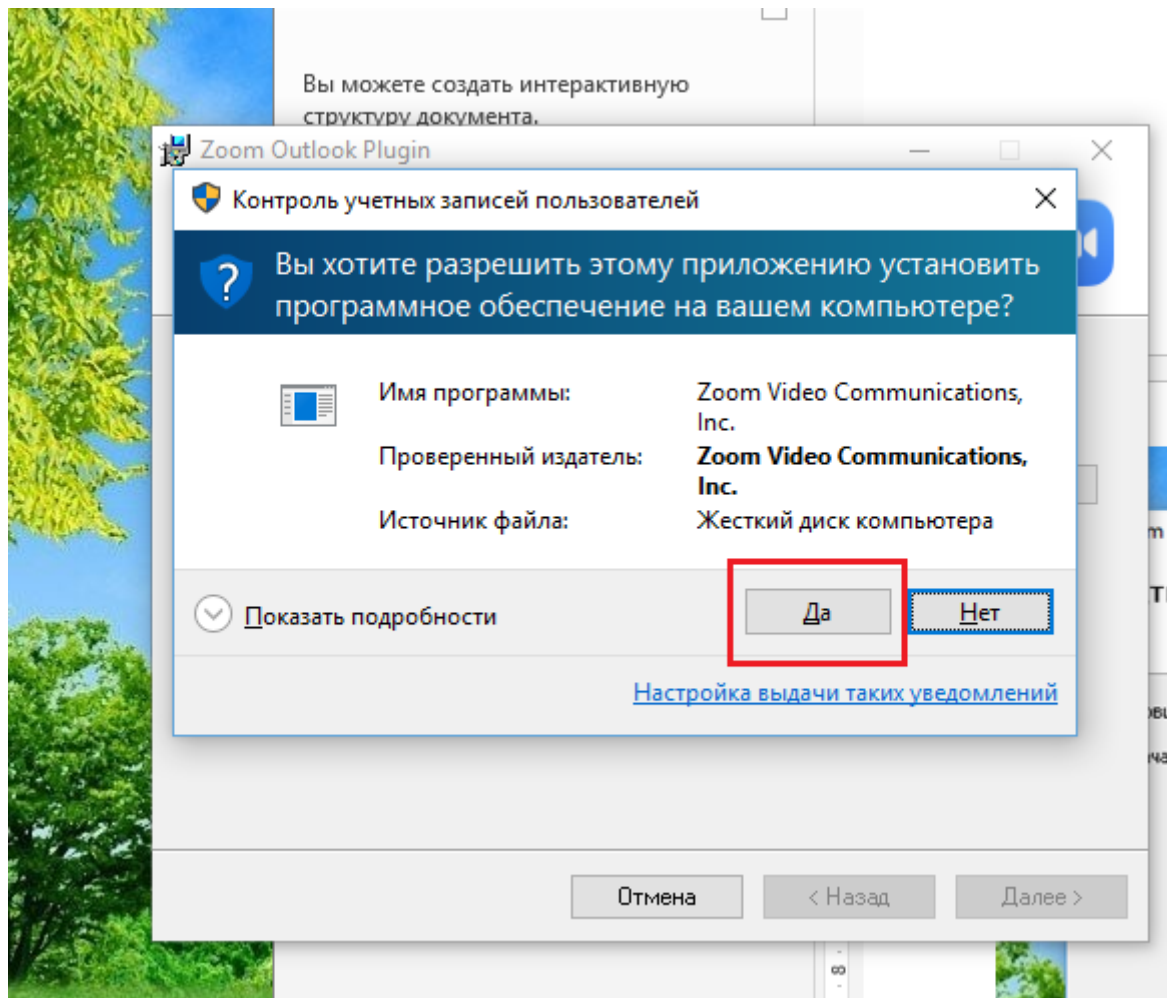 Вы можете создать интерактивную
структуру документа.
Zoom Outlook Plugin
Контроль учетных записей пользователей
Вы хотите разрешить этому приложению установить
программное обеспечение на вашем компьютере?
Имя программы:
Zoom Video Communications,
Inc.
Проверенный издатель:
Zoom Video Communications,
Inc.
Источник файла:
Жесткий диск компьютера
Показать подробности
Да
Нет
Настройка выдачи таких уведомлений
Отмена
< Назад
Далее >
8